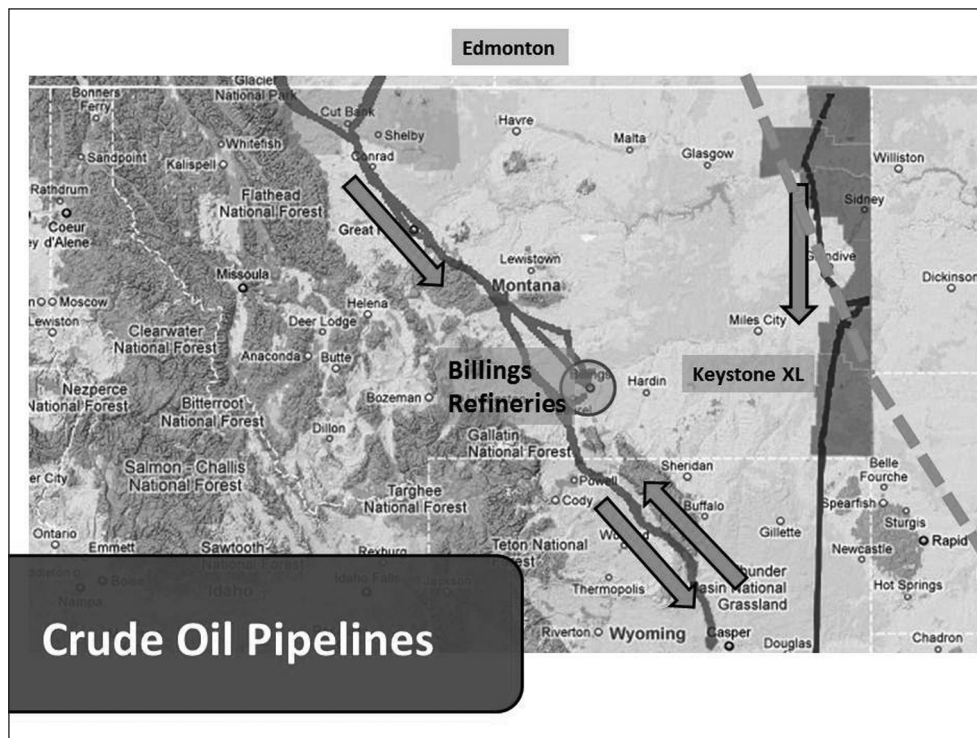 Edmonton
Glacier
National Park
Bonners
Ferry
Cut Bank
Shelby
Havre
Malta
Glasgow
Williston
Whitefish
Sandpoint
Kalispell
Conrad
Rathdrum
Flathead
National Forest
Sidney
Coeur
d'Alene
Great
Lewistown
Montana
Missoula
Dickinson
Moscow
Lewiston
Helena
Miles City
Clearwater
National Forest
Deer Lodge
Anaconda
Butte
Billings
Refineries
Hardin
Keystone XL
Nezperce
National Forest
Bitterroot
National Forest
Bozeman
Dillon
Gallatin
National Forest
Salmon - Challis
National Forest
Targhee
National Forest
Powell
Cody
Sheridan
Buffalo
Gillette
Belle
Fourche
Spearfish
Sturgis
Rapid
Ontario
Emmett
Sawtooth-
Rexburg
Teton National
Newcastle
Thermopolis
National
Grassland
Hot Springs
Boise
Nampa
Idaho
Idaho Falls
Jackson
Riverton
Wyoming
Casper
Douglas
Chadron
Crude Oil Pipelines